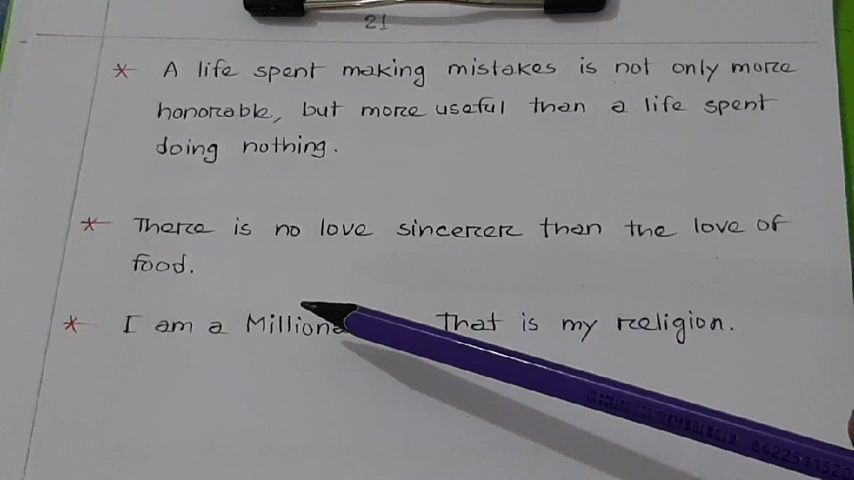 21
* A life spent making mistakes is not only more
honorable, but more useful than a life spent
doing nothing.
* There is no love sincerer than the love of
food.
* I am a That is my religion.